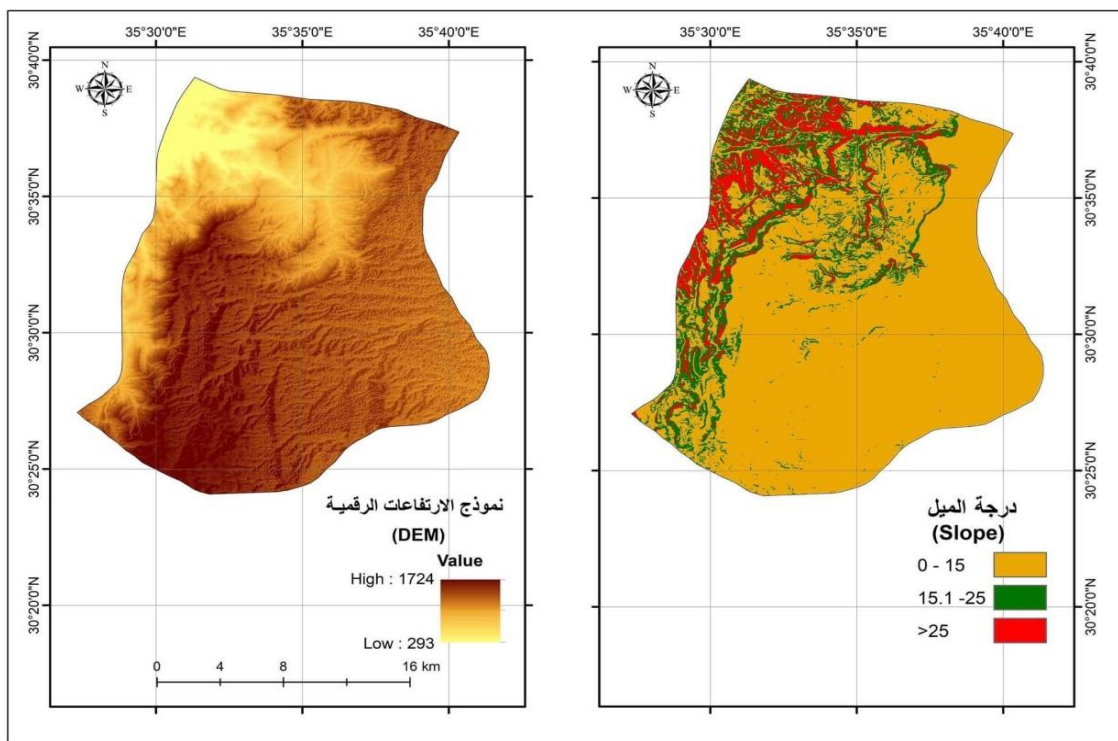 35°30'0"E 35°35'0"E 35°40'0"E
30°40'0"N
30°35'0"N
30°30'0"N
30°25'0"N
30°20'0"N
N
W E
S
نموذج الارتفاعات الرقمية
(DEM)
Value
High : 1724
Low : 293
0 4 8 16 km
35°30'0"E 35°35'0"E 35°40'0"E
N
W E
S
درجة الميل
(Slope)
0 - 15
15.1 -25
>25
30°40'0"N
30°35'0"N
30°30'0"N
30°25'0"N
30°20'0"N